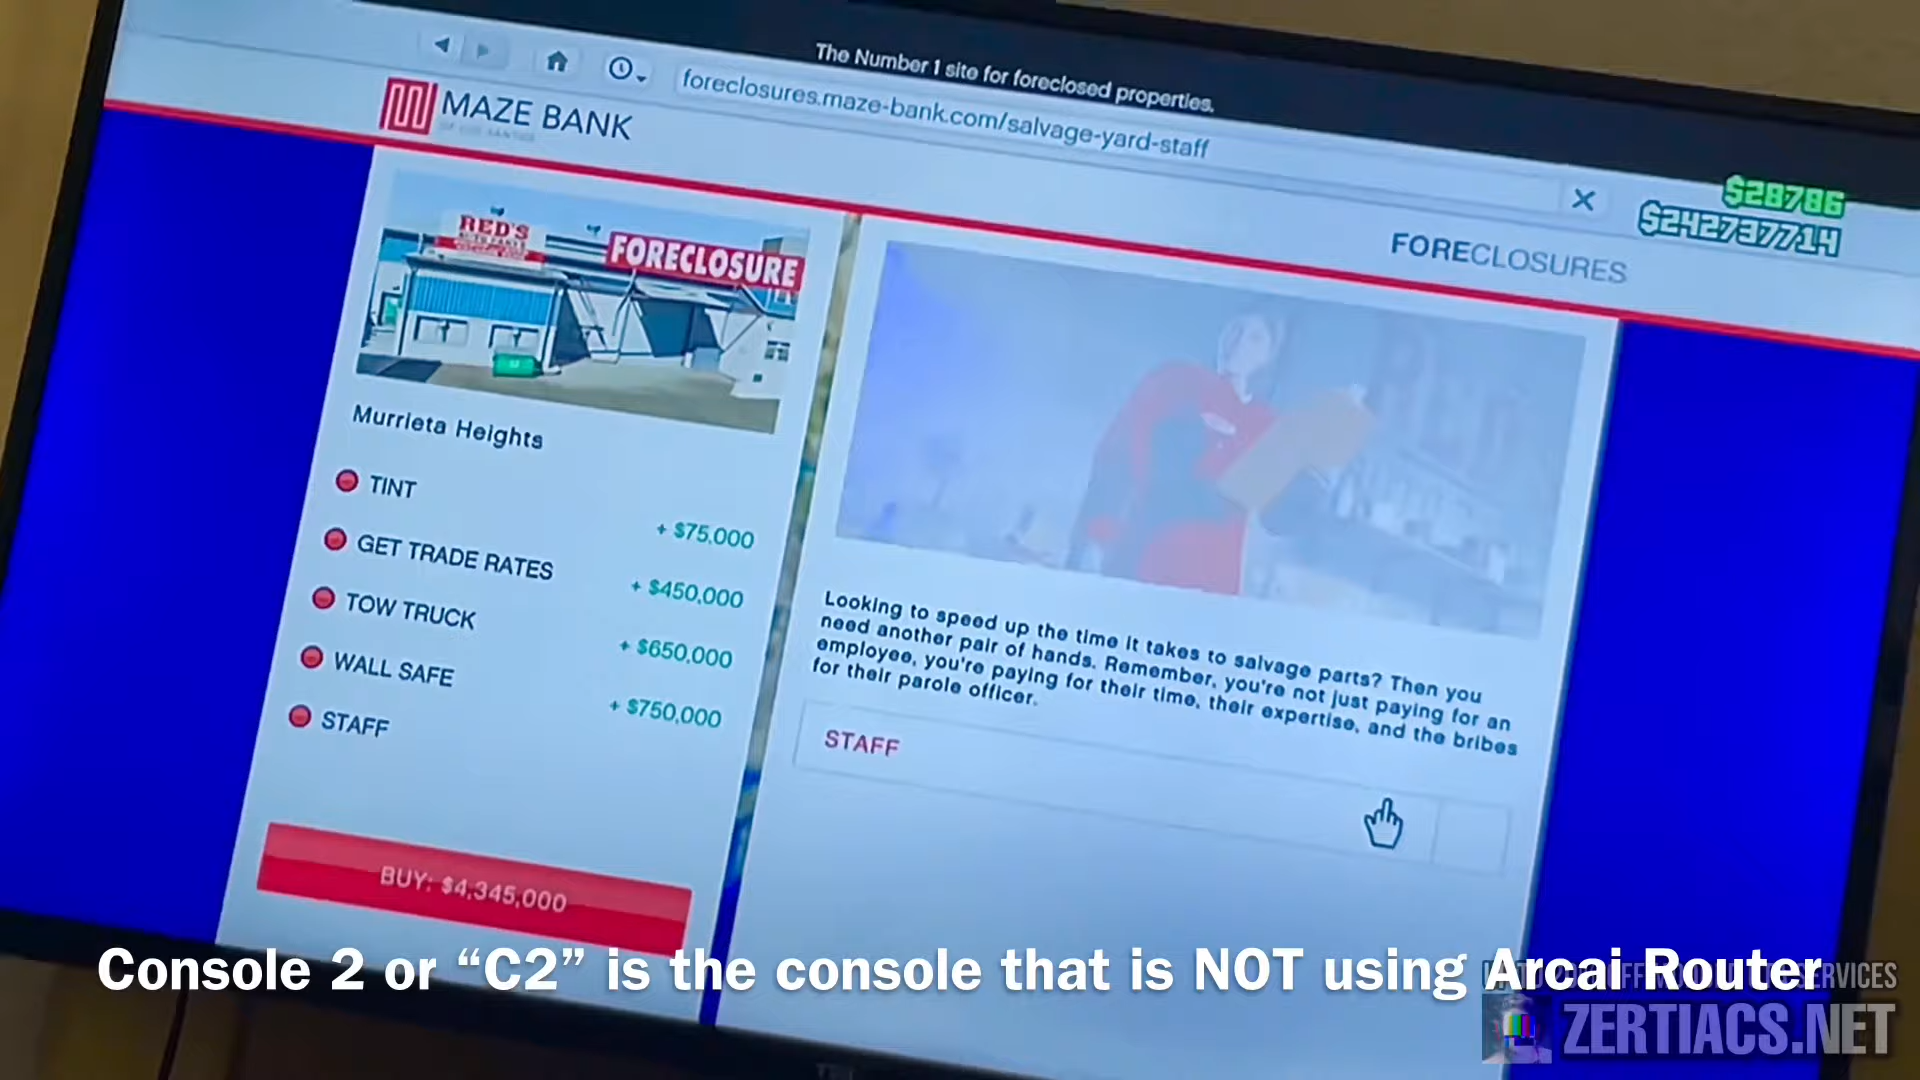 The Number 1 site for foreclosed properties.
foreclosures.maze-bank.com/salvage-yard-staff
MAZE BANK
$28786
$242737714
FORECLOSURES
RED'S
FORECLOSURE
Murrieta Heights
TINT
+ $75,000
GET TRADE RATES
+ $450,000
TOW TRUCK
+ $650,000
WALL SAFE
+ $750,000
STAFF
BUY: $4,345,000
Looking to speed up the time it takes to salvage parts? Then you
need another pair of hands. Remember, you're not just paying for an
employee, you're paying for their time, their expertise, and the bribes
for their parole officer.
STAFF
Console 2 or “C2” is the console that is NOT using Arcai Router
SERVICES
ZERTIACS.NET